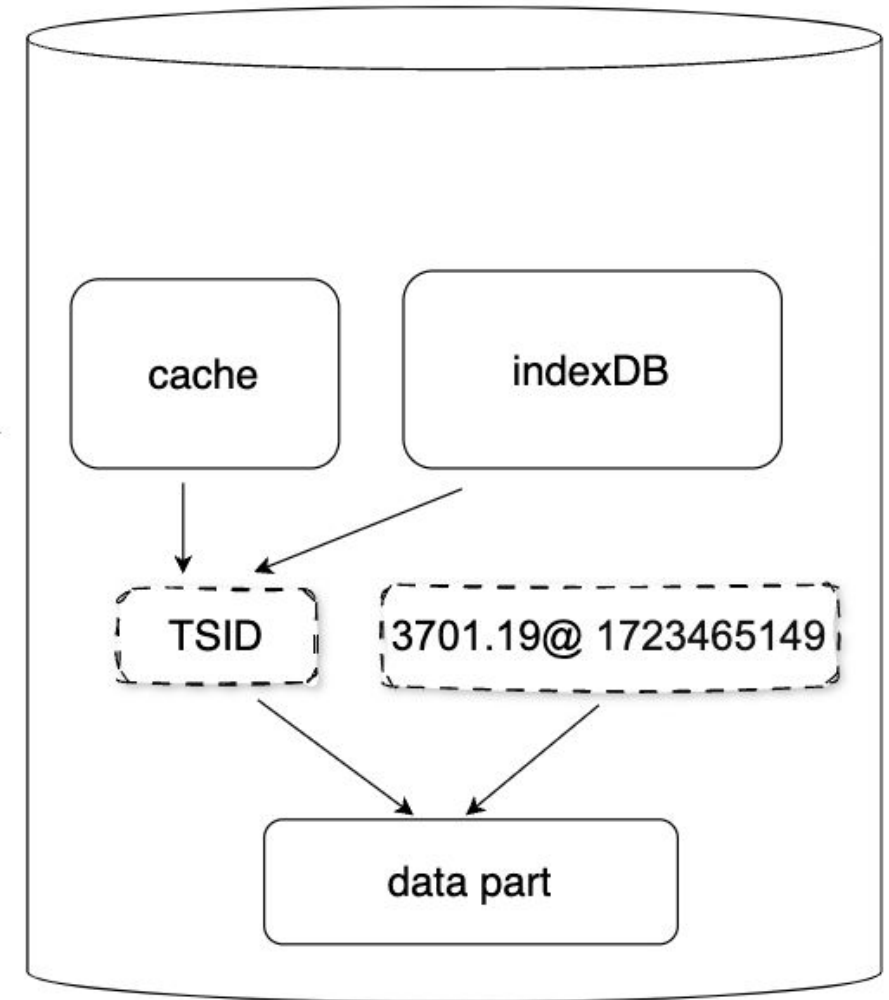 cache
indexDB
TSID
3701.19@ 1723465149
data part